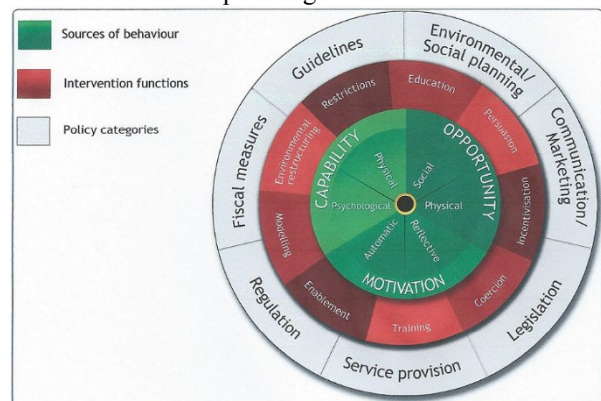 Sources of behaviour
Intervention functions
Policy categories
Guidelines
Environmental/
Social planning
Communication/
Marketing
Legislation
Service provision
Regulation
Fiscal measures
Restrictions
Education
Persuasion
Incentivisation
Coercion
Training
Enablement
Modelling
Environmental
restructuring
CAPABILITY
OPPORTUNITY
MOTIVATION
Physical
Social
Psychological
Physical
Automatic
Reflective